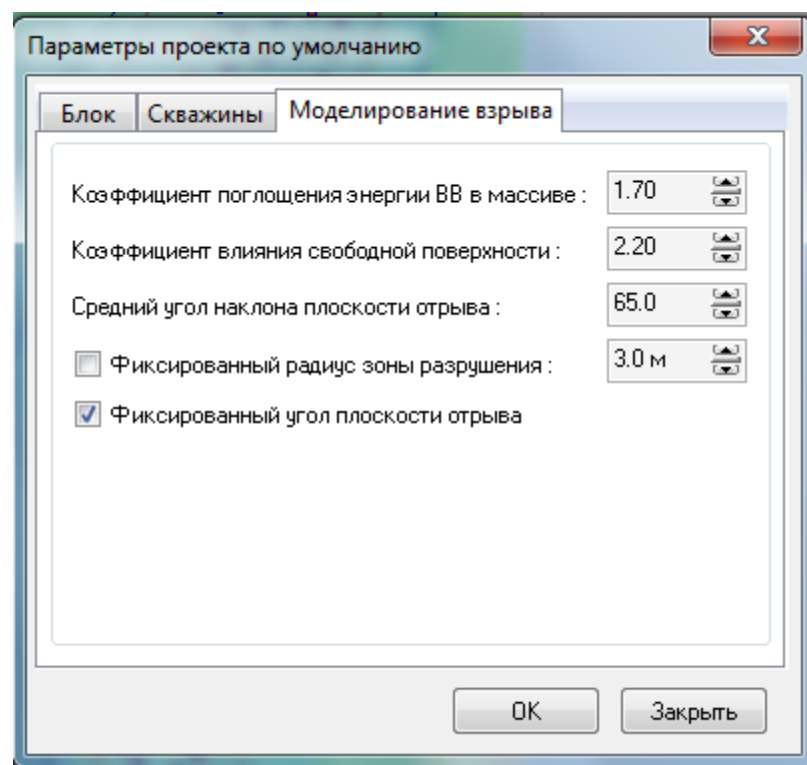 Параметры проекта по умолчанию
Блок Скважины Моделирование взрыва
Коэффициент поглощения энергии ВВ в массиве : 1.70
Коэффициент влияния свободной поверхности : 2.20
Средний угол наклона плоскости отрыва : 65.0
Фиксированный радиус зоны разрушения : 3.0 м
Фиксированный угол плоскости отрыва
OK Закрыть